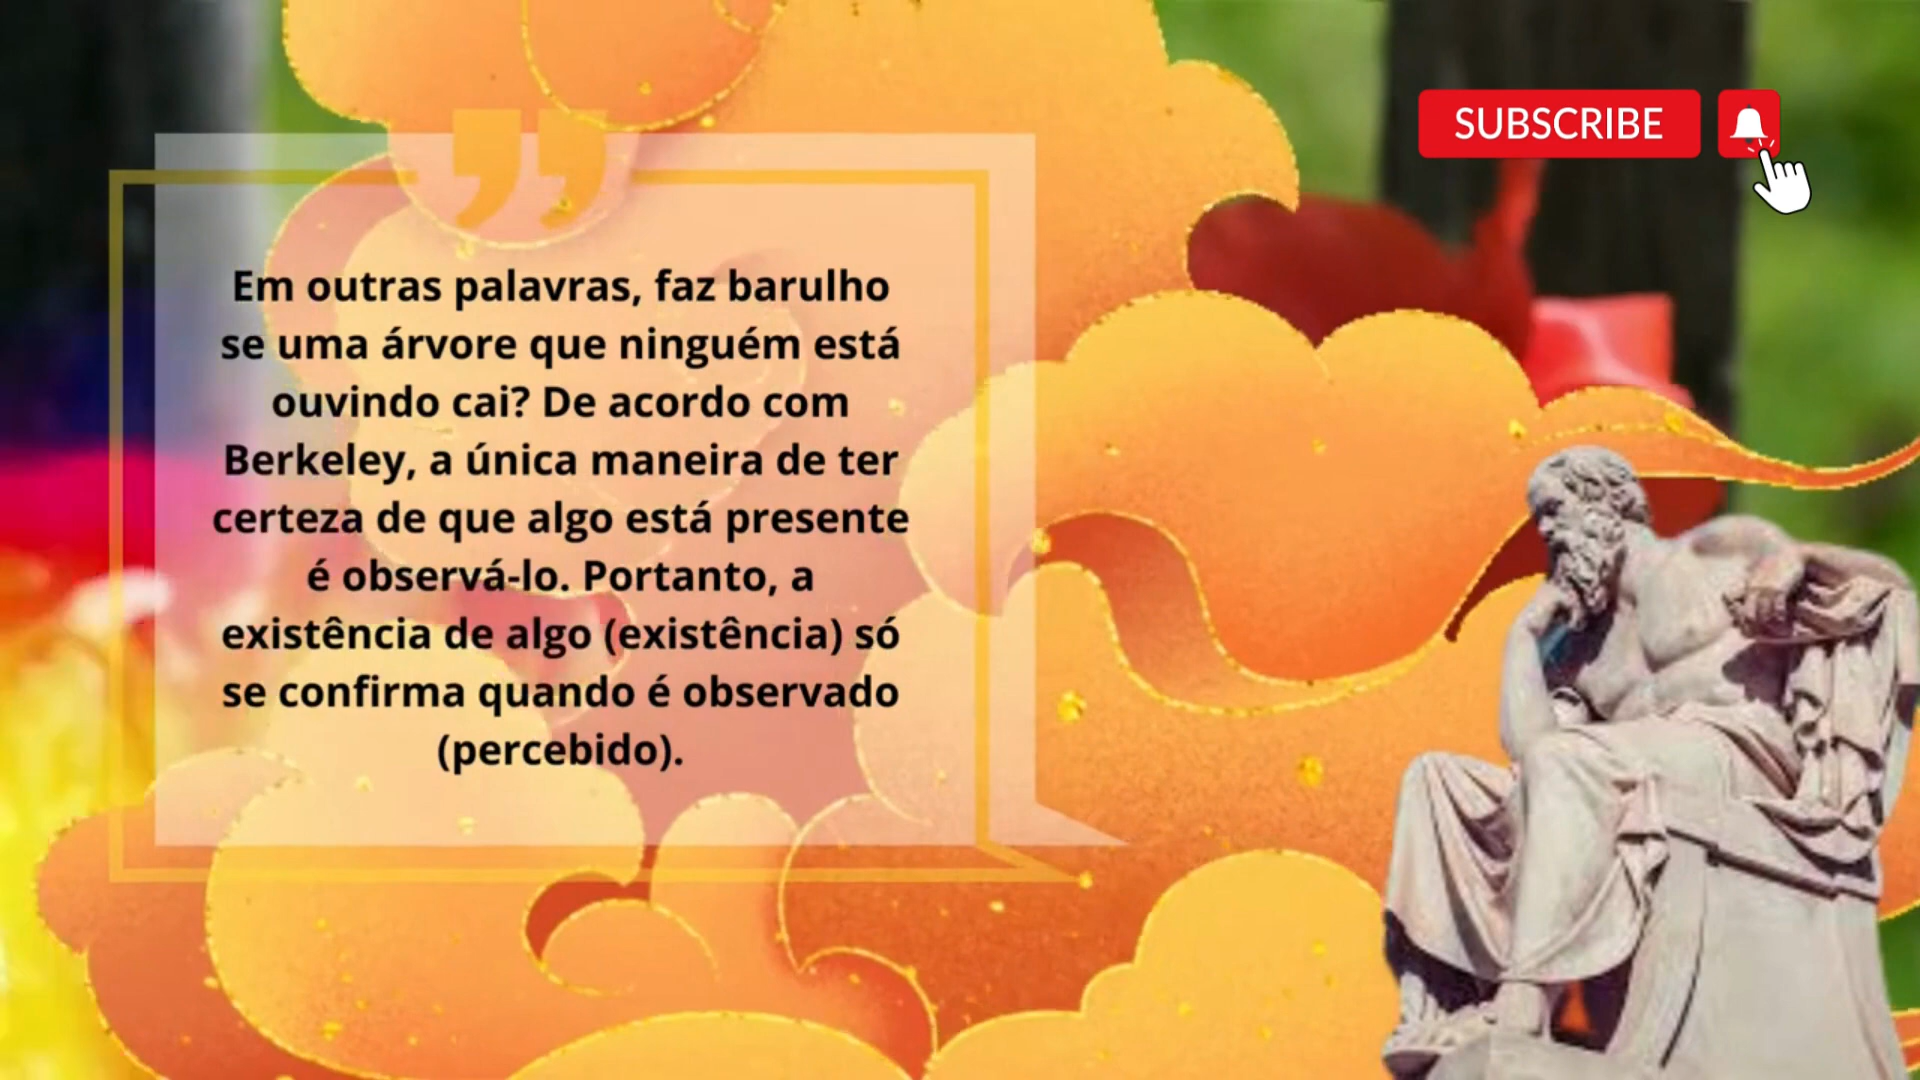 SUBSCRIBE
Em outras palavras, faz barulho
se uma árvore que ninguém está
ouvindo cai? De acordo com
Berkeley, a única maneira de ter
certeza de que algo está presente
é observá-lo. Portanto, a
existência de algo (existência) só
se confirma quando é observado
(percebido).